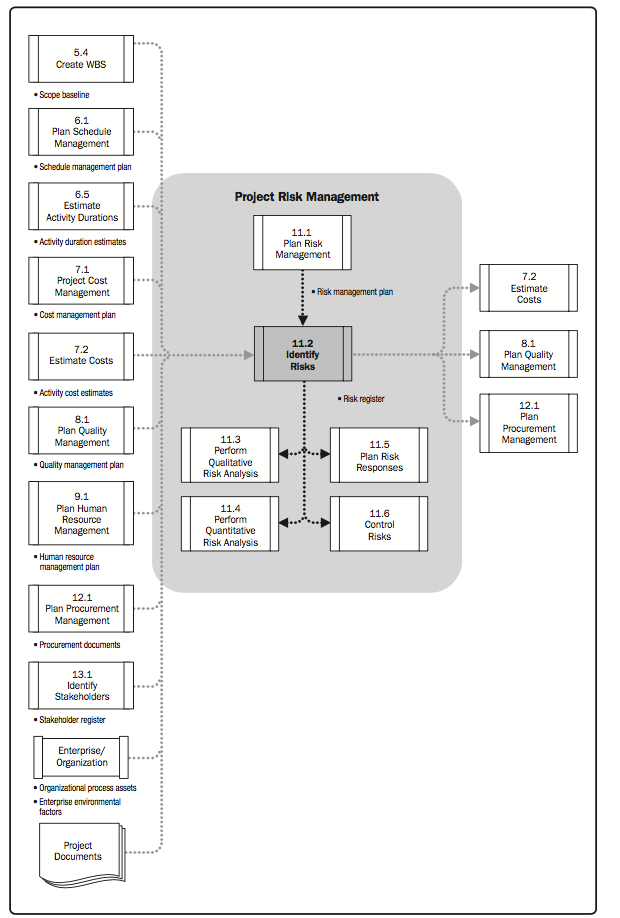 5.4
Create WBS
• Scope baseline
6.1
Plan Schedule
Management
• Schedule management plan
6.5
Estimate
Activity Durations
• Activity duration estimates
7.1
Project Cost
Management
• Cost management plan
7.2
Estimate Costs
• Activity cost estimates
8.1
Plan Quality
Management
• Quality management plan
9.1
Plan Human
Resource
Management
• Human resource
management plan
12.1
Plan Procurement
Management
• Procurement documents
13.1
Identify
Stakeholders
• Stakeholder register
Enterprise/
Organization
• Organizational process assets
• Enterprise environmental
factors
Project
Documents
Project Risk Management
11.1
Plan Risk
Management
• Risk management plan
11.2
Identify
Risks
• Risk register
11.3
Perform
Qualitative
Risk Analysis
11.5
Plan Risk
Responses
11.4
Perform
Quantitative
Risk Analysis
11.6
Control
Risks
7.2
Estimate
Costs
8.1
Plan Quality
Management
12.1
Plan
Procurement
Management